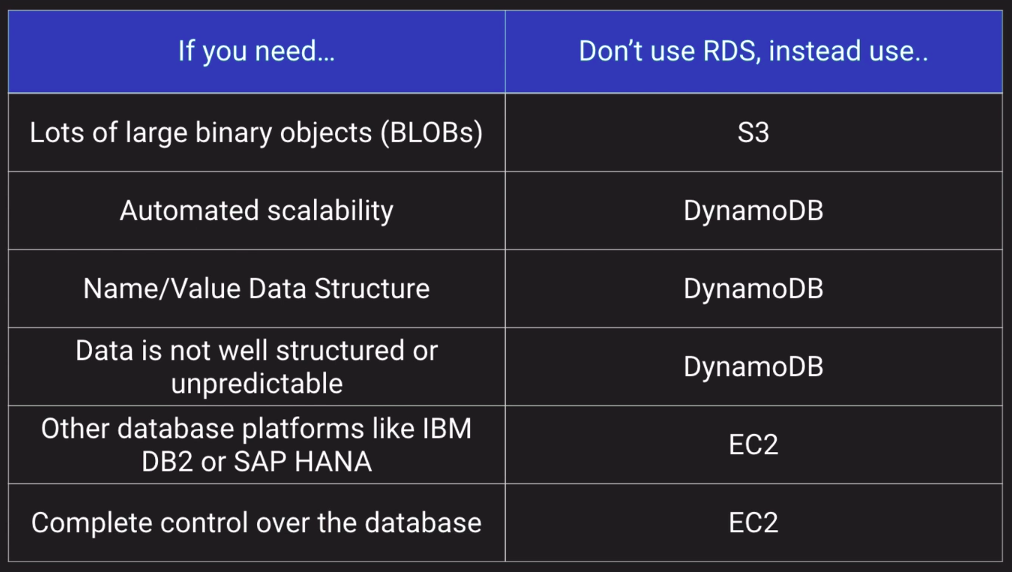 If you need...
Don't use RDS, instead use..
Lots of large binary objects (BLOBs)
S3
Automated scalability
DynamoDB
Name/Value Data Structure
DynamoDB
Data is not well structured or
unpredictable
DynamoDB
Other database platforms like IBM
DB2 or SAP HANA
EC2
Complete control over the database
EC2